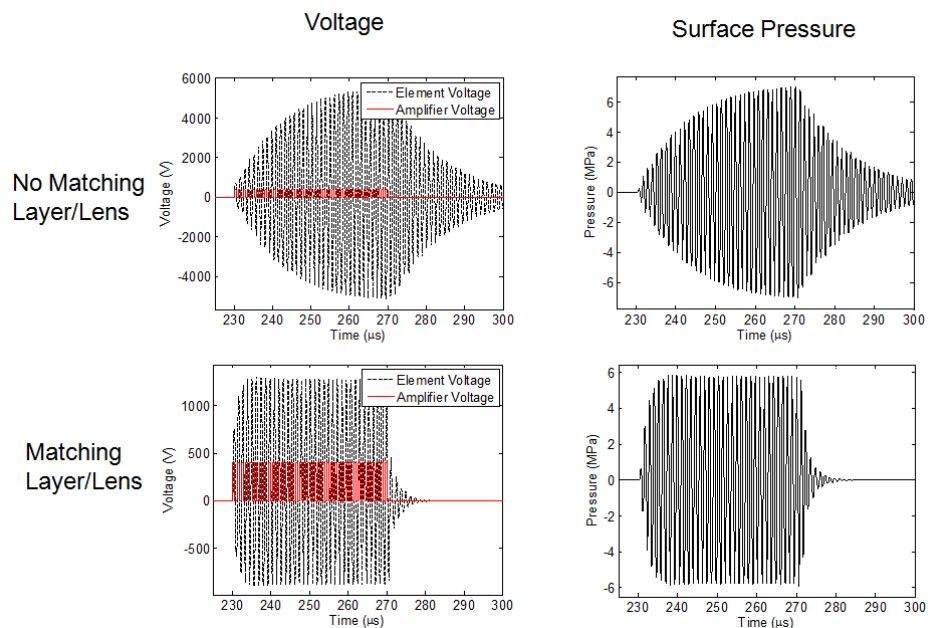 Voltage
Surface Pressure
No Matching
Layer/Lens
Voltage (V)
6000
4000
2000
0
-2000
-4000
Element Voltage
Amplifier Voltage
230 240 250 260 270 280 290 300
Time (µs)
Pressure (MPa)
6
4
2
0
-2
-4
-6
230 240 250 260 270 280 290 300
Time (µs)
Matching
Layer/Lens
Voltage (V)
1000
500
0
-500
Element Voltage
Amplifier Voltage
230 240 250 260 270 280 290 300
Time (µs)
Pressure (MPa)
6
4
2
0
-2
-4
-6
230 240 250 260 270 280 290 300
Time (µs)